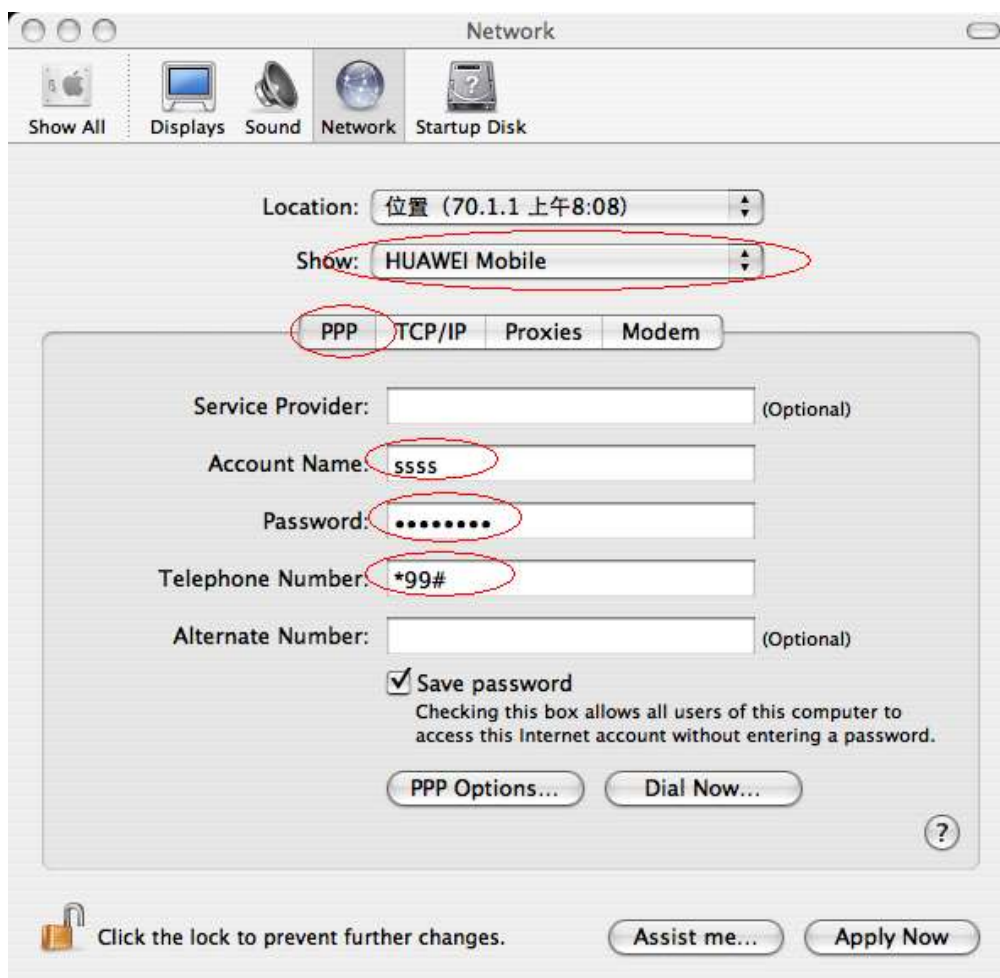 Network
Show All Displays Sound Network Startup Disk
Location: 位置（70.1.1 上午8:08）
Show: HUAWEI Mobile
PPP TCP/IP Proxies Modem
Service Provider: (Optional)
Account Name: ssss
Password: ••••••••
Telephone Number: *99#
Alternate Number: (Optional)
Save password
Checking this box allows all users of this computer to
access this Internet account without entering a password.
PPP Options... Dial Now...
?
Click the lock to prevent further changes. Assist me... Apply Now